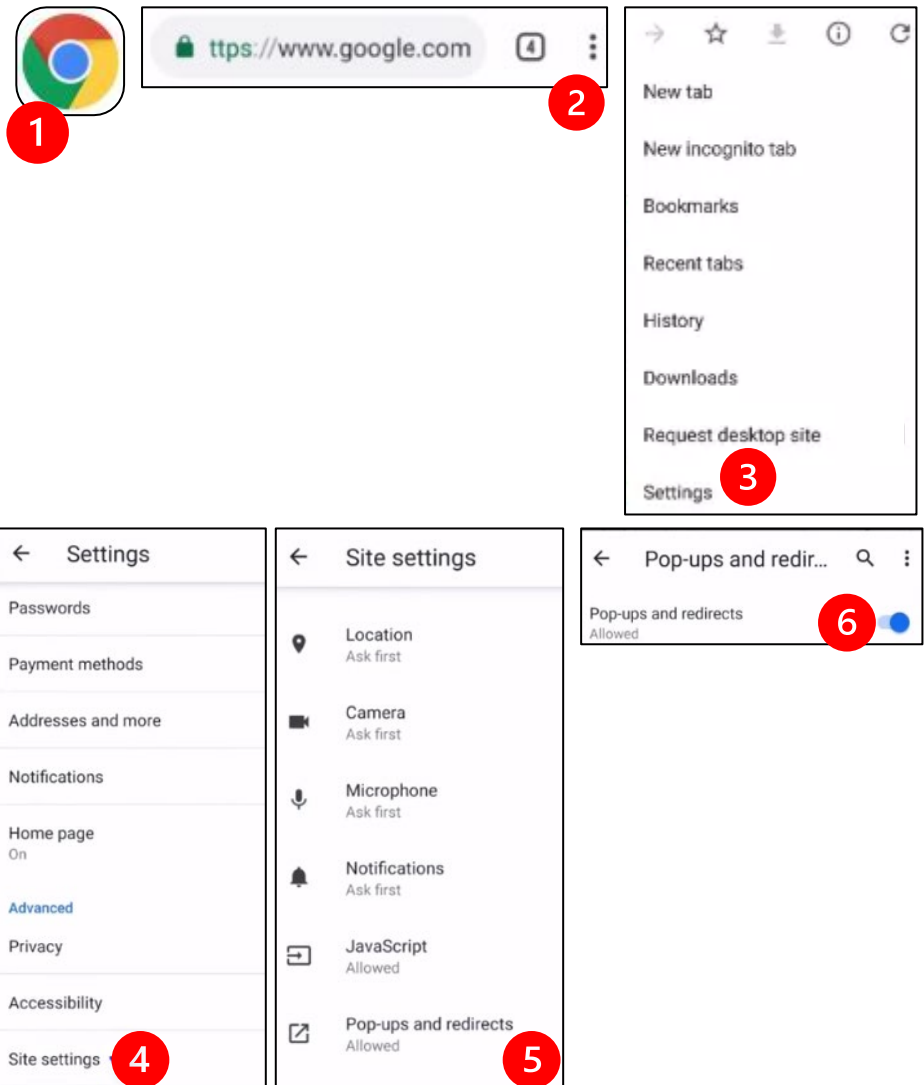 1
ttps://www.google.com
4
2
New tab
New incognito tab
Bookmarks
Recent tabs
History
Downloads
Request desktop site
3
Settings
Settings
Passwords
Payment methods
Addresses and more
Notifications
Home page
On
Advanced
Privacy
Accessibility
Site settings
4
Site settings
Location
Ask first
Camera
Ask first
Microphone
Ask first
Notifications
Ask first
JavaScript
Allowed
Pop-ups and redirects
Allowed
5
Pop-ups and redir...
Pop-ups and redirects
Allowed
6